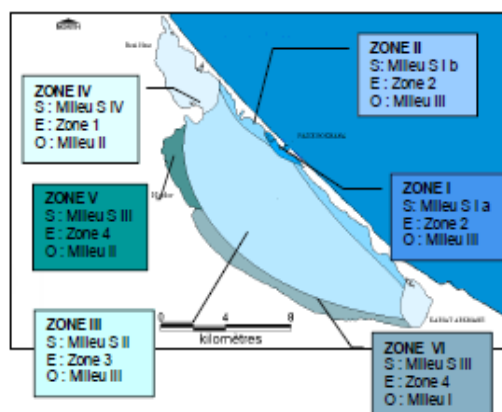 NORTH
ZONE II
S: Milieu S I b
E : Zone 2
O : Milieu III
ZONE IV
S : Milieu S IV
E : Zone 1
O : Milieu II
ZONE V
S : Milieu S III
E : Zone 4
O : Milieu II
ZONE I
S : Milieu S I a
E : Zone 2
O : Milieu III
ZONE III
S : Milieu S II
E : Zone 3
O : Milieu III
0 4 8
kilométres
ZONE VI
S : Milieu S III
E : Zone 4
O : Milieu I